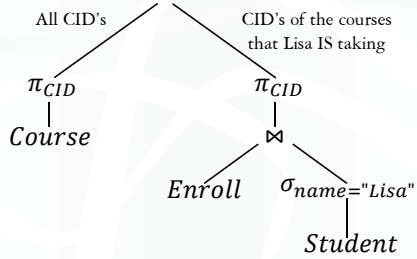 All CID's
CID's of the courses
that Lisa IS taking
π_CID
π_CID
Course
⋈
Enroll
σ_name="Lisa"
Student